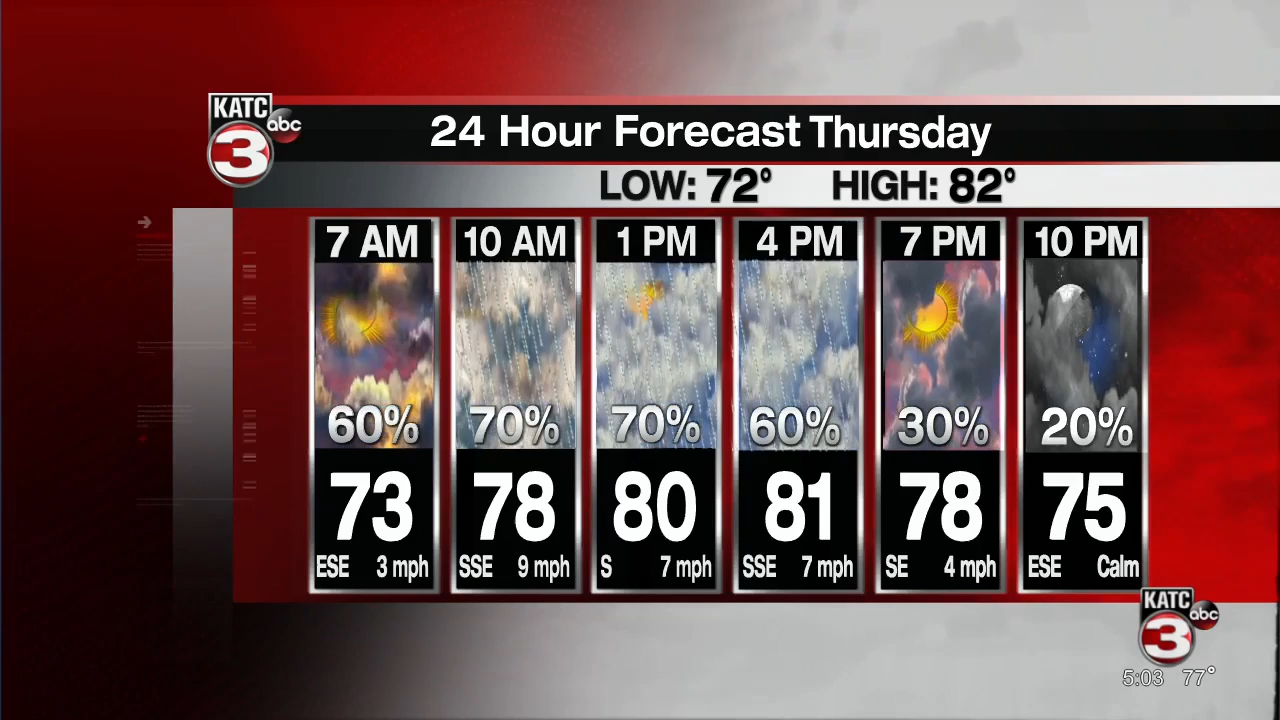 KATC
abc
3
24 Hour Forecast Thursday
LOW: 72° HIGH: 82°
7 AM 10 AM 1 PM 4 PM 7 PM 10 PM
60% 70% 70% 60% 30% 20%
73 78 80 81 78 75
ESE 3 mph SSE 9 mph S 7 mph SSE 7 mph SE 4 mph ESE Calm
KATC
abc
3
5:03 77°